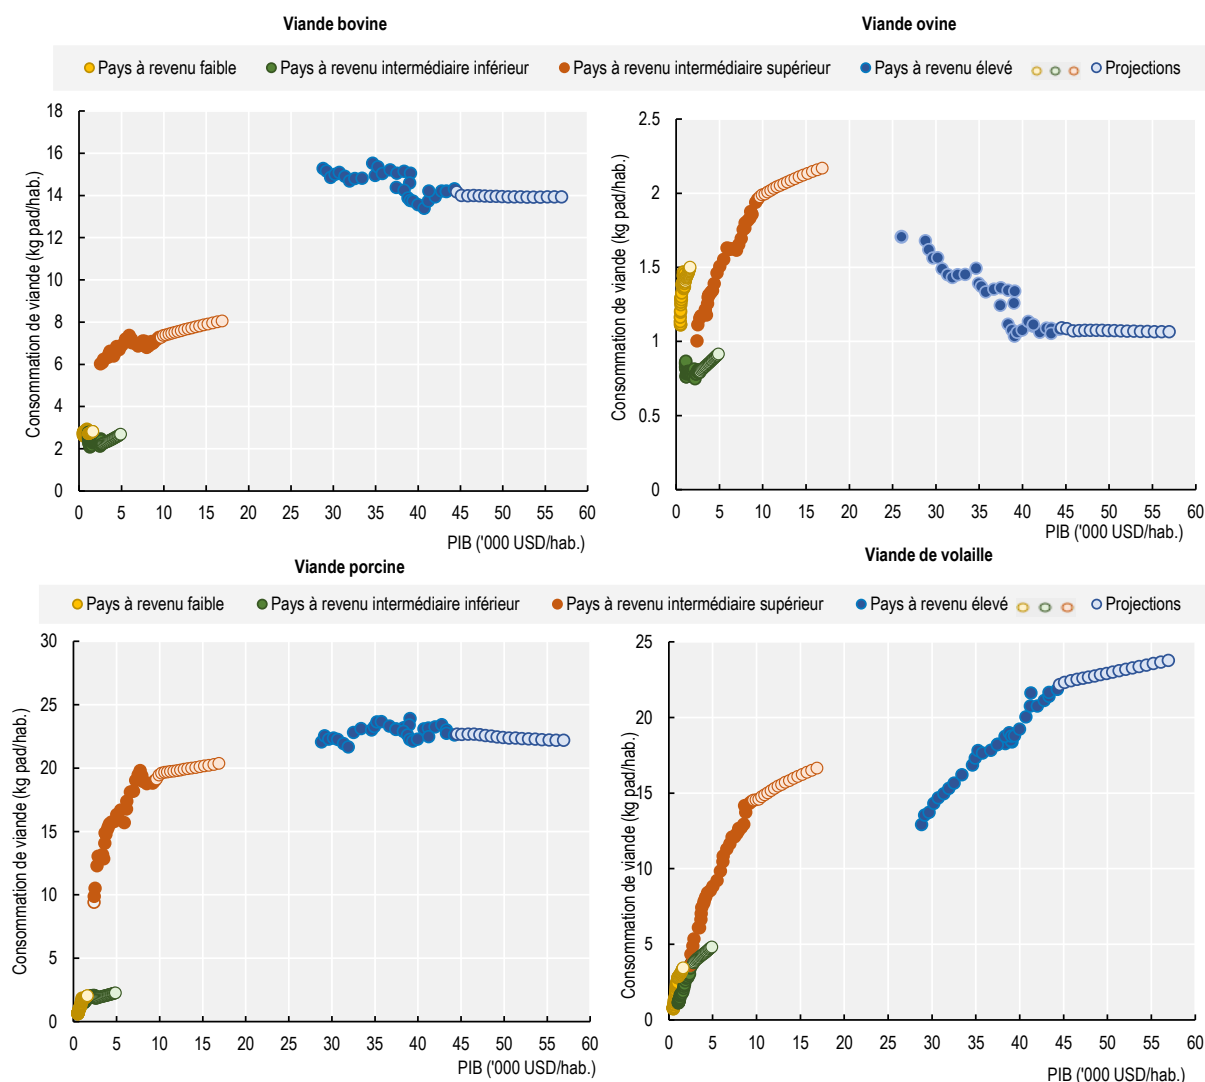 Viande bovine
Pays à revenu faible Pays à revenu intermédiaire inférieur Pays à revenu intermédiaire supérieur Pays à revenu élevé Projections
Consommation de viande (kg pad/hab.)
18
16
14
12
10
8
6
4
2
0
0 5 10 15 20 25 30 35 40 45 50 55 60
PIB ('000 USD/hab.)
Viande ovine
Consommation de viande (kg pad/hab.)
2.5
2
1.5
1
0.5
0
0 5 10 15 20 25 30 35 40 45 50 55 60
PIB ('000 USD/hab.)
Viande porcine
Pays à revenu faible Pays à revenu intermédiaire inférieur Pays à revenu intermédiaire supérieur Pays à revenu élevé Projections
Consommation de viande (kg pad/hab.)
30
25
20
15
10
5
0
0 5 10 15 20 25 30 35 40 45 50 55 60
PIB ('000 USD/hab.)
Viande de volaille
Consommation de viande (kg pad/hab.)
25
20
15
10
5
0
0 5 10 15 20 25 30 35 40 45 50 55 60
PIB ('000 USD/hab.)